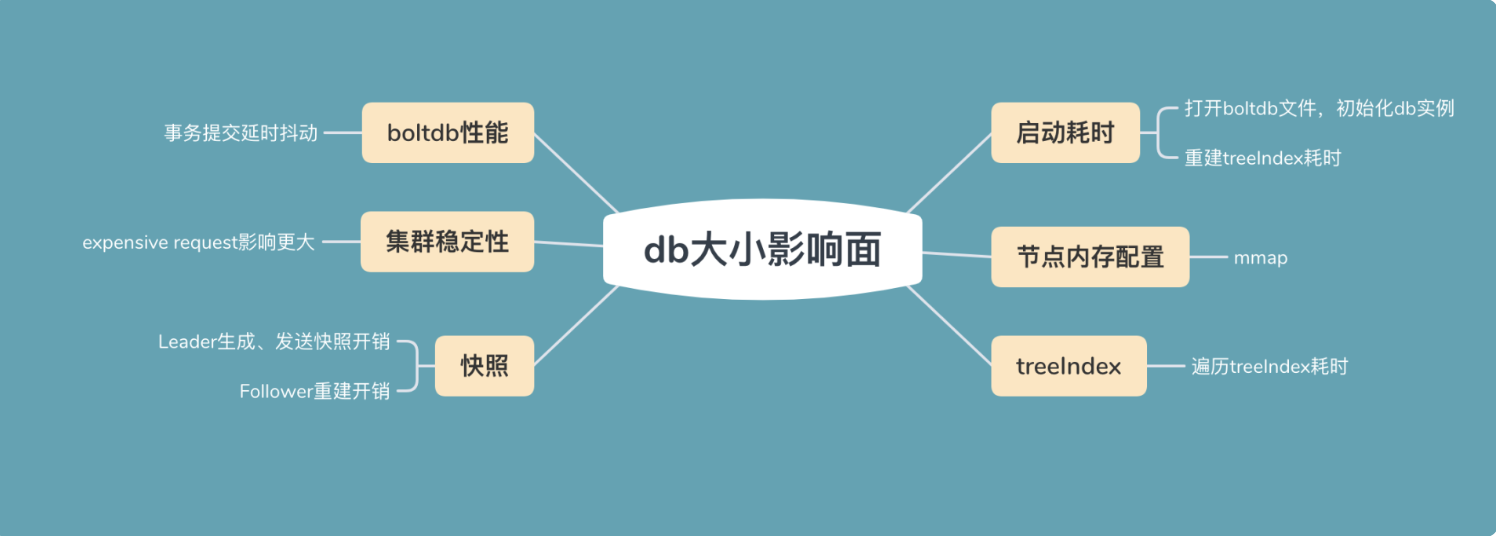 db大小影响面
启动耗时
打开boltdb文件，初始化db实例
重建treeIndex耗时
节点内存配置
mmap
treeIndex
遍历treeIndex耗时
boltdb性能
事务提交延时抖动
集群稳定性
expensive request影响更大
快照
Leader生成、发送快照开销
Follower重建开销